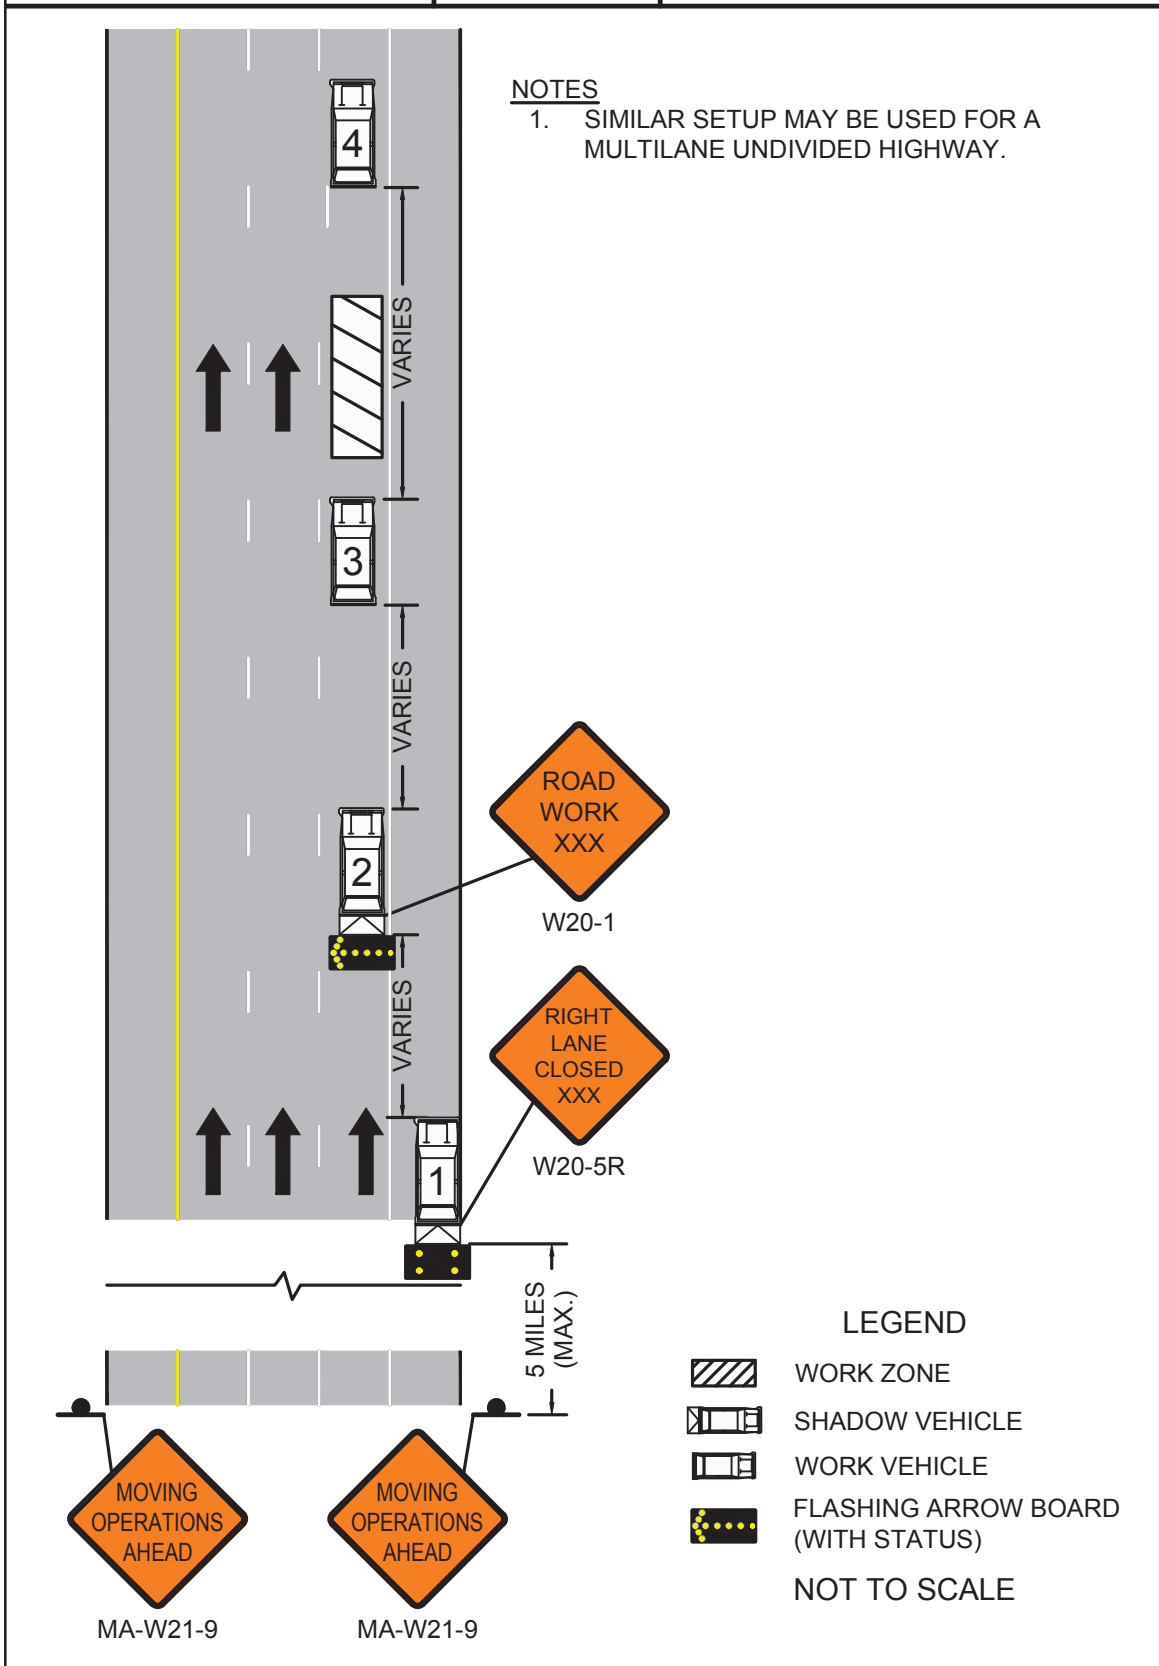 NOTES
1. SIMILAR SETUP MAY BE USED FOR A
MULTILANE UNDIVIDED HIGHWAY.
4
VARIES
3
VARIES
ROAD
WORK
XXX
W20-1
2
VARIES
RIGHT
LANE
CLOSED
XXX
W20-5R
1
5 MILES
(MAX.)
LEGEND
WORK ZONE
SHADOW VEHICLE
WORK VEHICLE
FLASHING ARROW BOARD
(WITH STATUS)
NOT TO SCALE
MOVING
OPERATIONS
AHEAD
MA-W21-9
MOVING
OPERATIONS
AHEAD
MA-W21-9